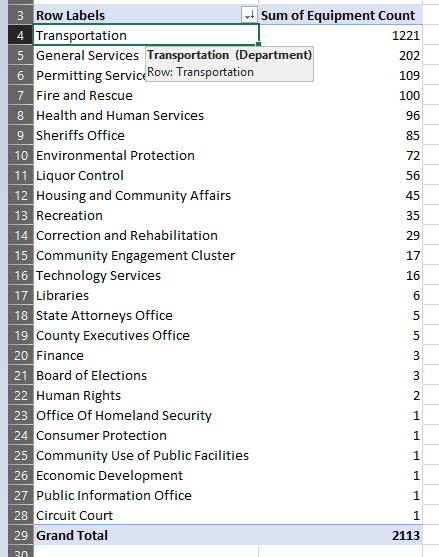 3 Row Labels Sum of Equipment Count
4 Transportation 1221
5 General Services Transportation (Department) 202
6 Permitting Service Row: Transportation 109
7 Fire and Rescue 100
8 Health and Human Services 96
9 Sheriffs Office 85
10 Environmental Protection 72
11 Liquor Control 56
12 Housing and Community Affairs 45
13 Recreation 35
14 Correction and Rehabilitation 29
15 Community Engagement Cluster 17
16 Technology Services 16
17 Libraries 6
18 State Attorneys Office 5
19 County Executives Office 5
20 Finance 3
21 Board of Elections 3
22 Human Rights 2
23 Office Of Homeland Security 1
24 Consumer Protection 1
25 Community Use of Public Facilities 1
26 Economic Development 1
27 Public Information Office 1
28 Circuit Court 1
29 Grand Total 2113
30